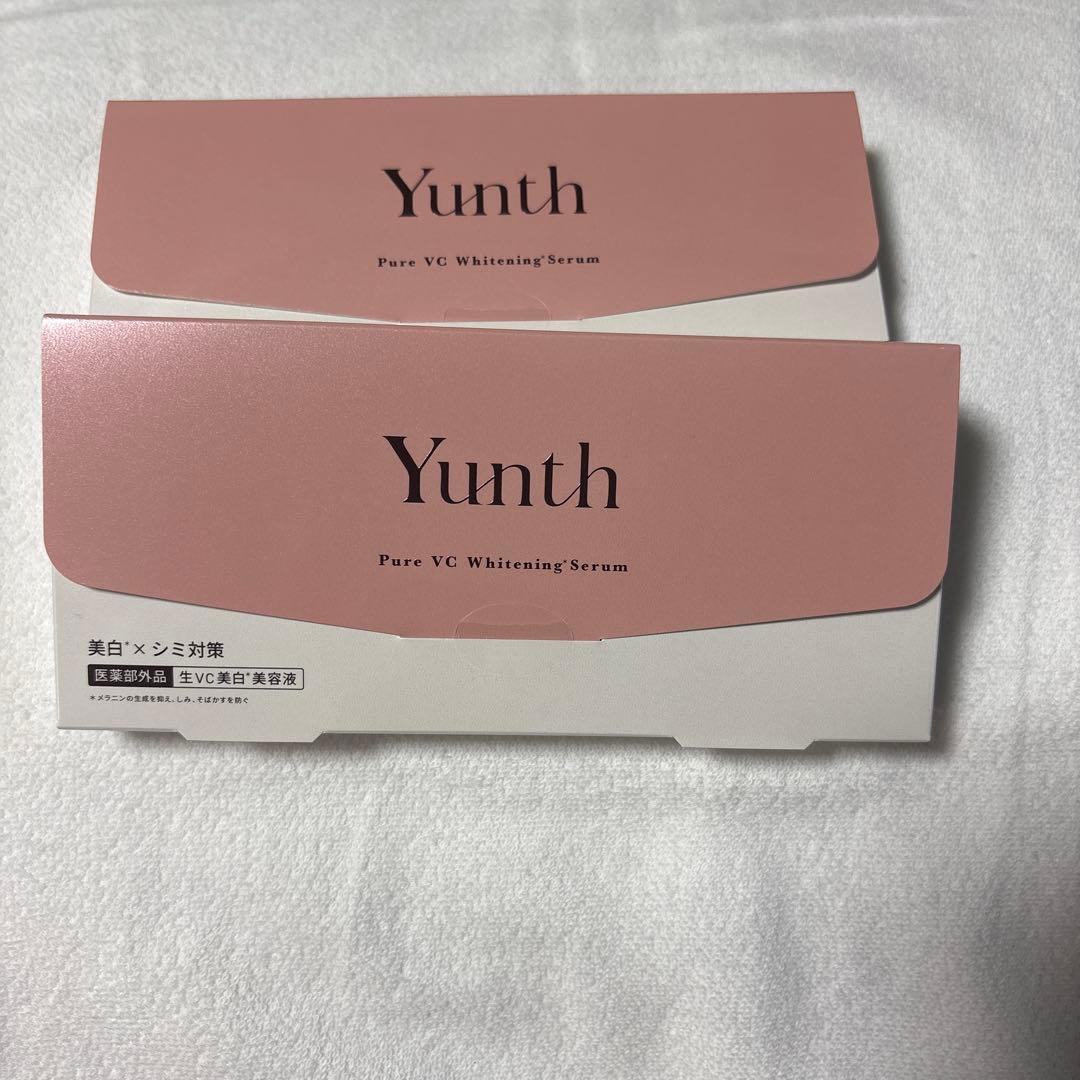 Yunth
Pure VC Whitening*Serum
Yunth
Pure VC Whitening*Serum
美白*×シミ対策
医薬部外品 生VC美白*美容液
*メラニンの生成を抑え、しみ、そばかすを防ぐ